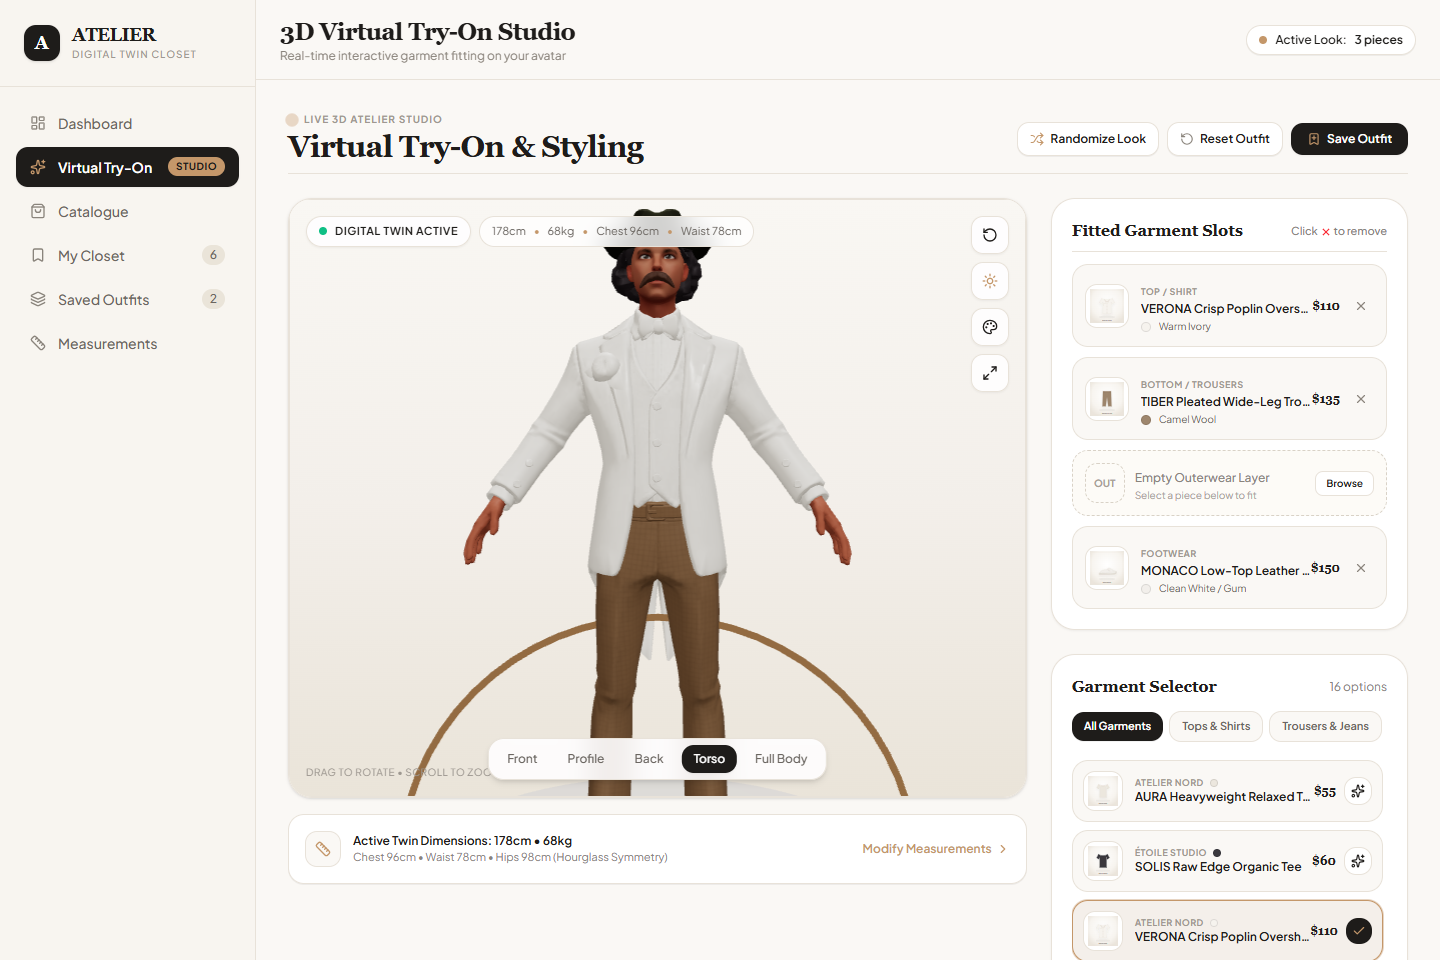 A
ATELIER
DIGITAL TWIN CLOSET
Dashboard
Virtual Try-On
STUDIO
Catalogue
My Closet
6
Saved Outfits
2
Measurements
3D Virtual Try-On Studio
Real-time interactive garment fitting on your avatar
Active Look: 3 pieces
LIVE 3D ATELIER STUDIO
Virtual Try-On & Styling
Randomize Look
Reset Outfit
Save Outfit
DIGITAL TWIN ACTIVE
178cm • 68kg • Chest 96cm • Waist 78cm
DRAG TO ROTATE • SCROLL TO ZOO
Front
Profile
Back
Torso
Full Body
Active Twin Dimensions: 178cm • 68kg
Chest 96cm • Waist 78cm • Hips 98cm (Hourglass Symmetry)
Modify Measurements
Fitted Garment Slots
Click × to remove
TOP / SHIRT
VERONA Crisp Poplin Overs... $110
Warm Ivory
BOTTOM / TROUSERS
TIBER Pleated Wide-Leg Tro... $135
Camel Wool
OUT
Empty Outerwear Layer
Select a piece below to fit
Browse
FOOTWEAR
MONACO Low-Top Leather ... $150
Clean White / Gum
Garment Selector
16 options
All Garments
Tops & Shirts
Trousers & Jeans
ATELIER NORD
AURA Heavyweight Relaxed T... $55
ÉTOILE STUDIO
SOLIS Raw Edge Organic Tee $60
ATELIER NORD
VERONA Crisp Poplin Oversh... $110